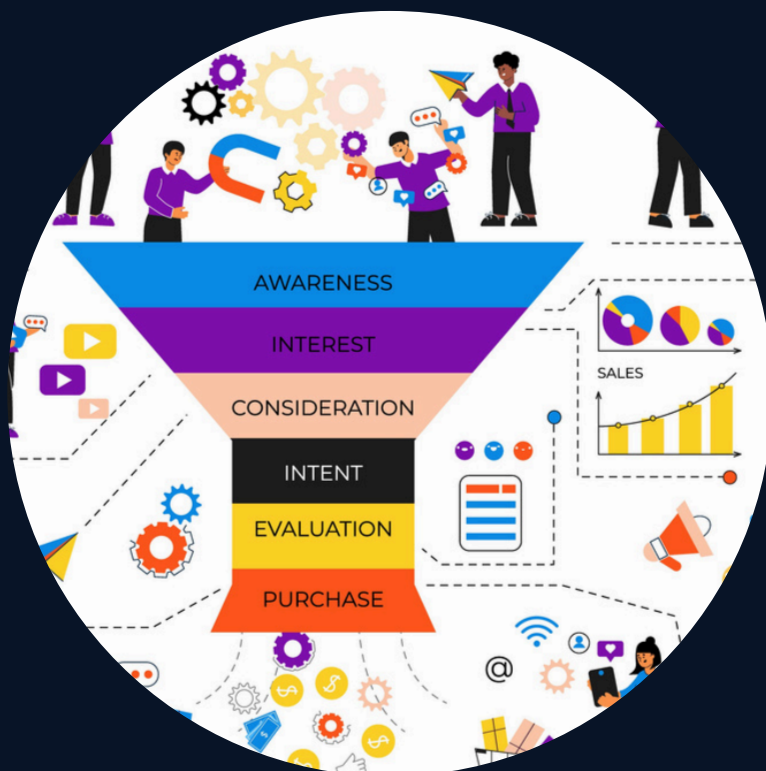 AWARENESS
INTEREST
SALES
CONSIDERATION
INTENT
EVALUATION
PURCHASE
@